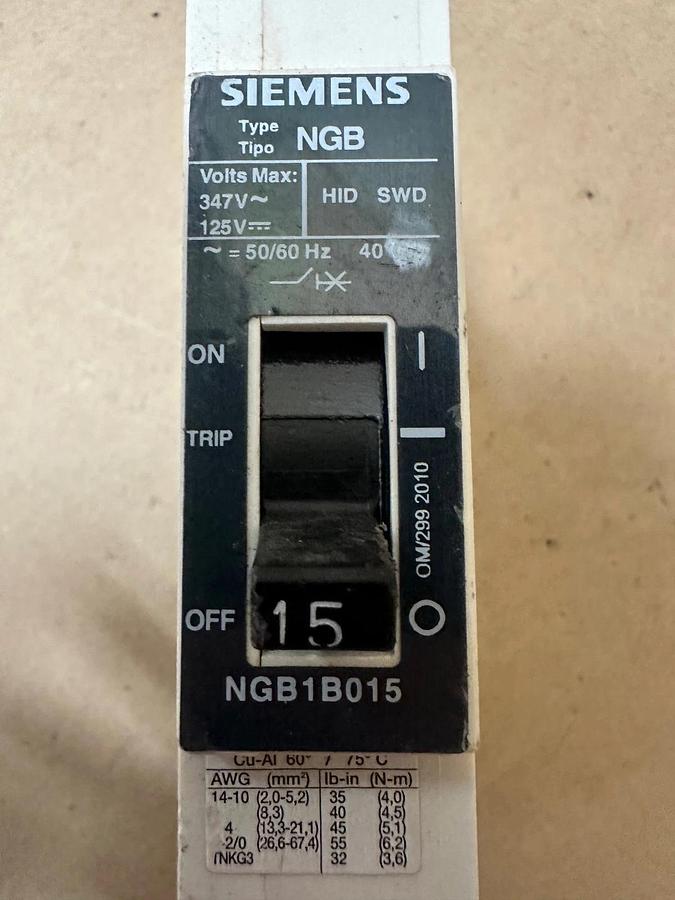 SIEMENS
Type
Tipo NGB
Volts Max:
347V~
125V⎓
HID SWD
~ = 50/60 Hz 40
ON
TRIP
OFF
OM/299 2010
15
NGB1B015
Cu-Al 60° / 75° C
AWG (mm²) lb-in (N-m)
14-10 (2,0-5,2) 35 (4,0)
(8,3) 40 (4,5)
4 (13,3-21,1) 45 (5,1)
-2/0 (26,6-67,4) 55 (6,2)
TNKG3 32 (3,6)